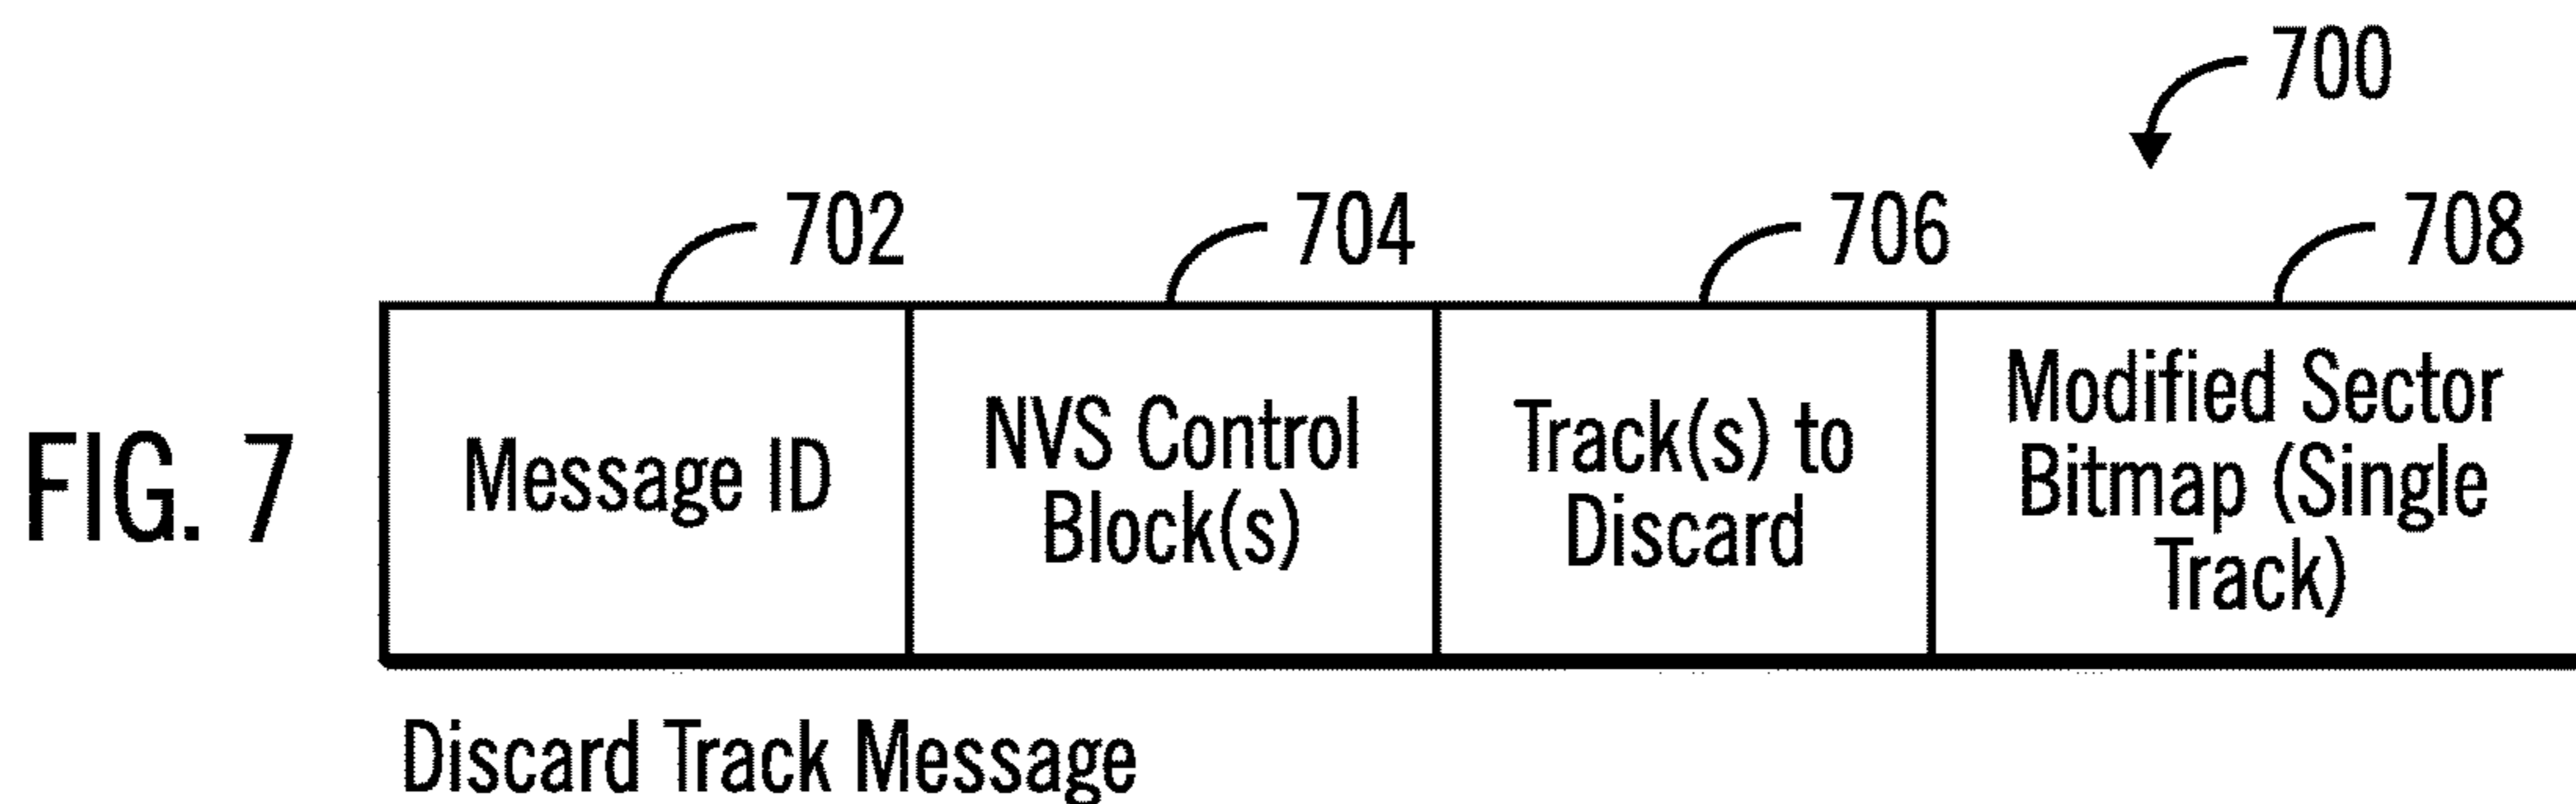 700
702
704
706
708
FIG. 7
Message ID
NVS Control
Block(s)
Track(s) to
Discard
Modified Sector
Bitmap (Single
Track)
Discard Track Message